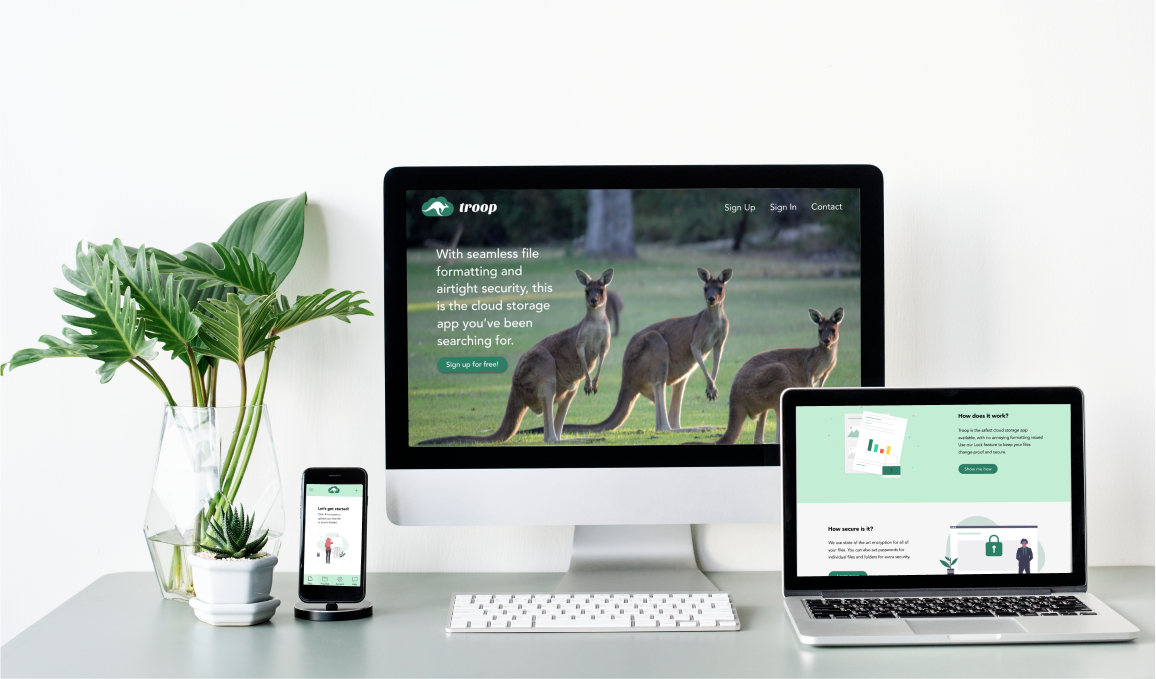 troop
Sign Up Sign In Contact
With seamless file
formatting and
airtight security, this
is the cloud storage
app you've been
searching for.
Sign up for free!
Let's get started!
How does it work?
Troop is the safest cloud storage app
available, with no annoying formatting issues!
Use our Lock feature to keep your files
change-proof and secure.
Show me how
How secure is it?
We use state of the art encryption for all of
your files. You can also set passwords for
individual files and folders for extra security.